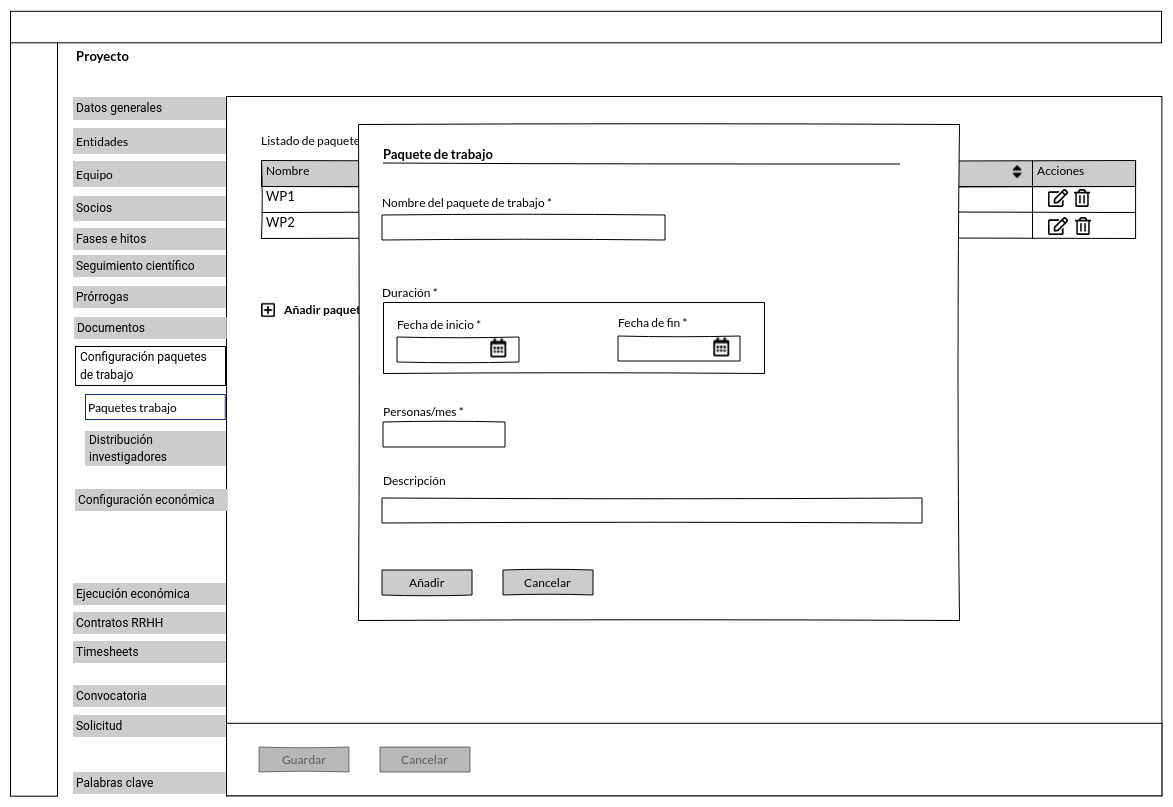 Proyecto
Datos generales
Entidades
Equipo
Socios
Fases e hitos
Seguimiento científico
Prórrogas
Documentos
Configuración paquetes
de trabajo
Paquetes trabajo
Distribución
investigadores
Configuración económica
Ejecución económica
Contratos RRHH
Timesheets
Convocatoria
Solicitud
Palabras clave
Listado de paquete
Nombre
Acciones
WP1
WP2
Añadir paquet
Paquete de trabajo
Nombre del paquete de trabajo *
Duración *
Fecha de inicio *
Fecha de fin *
Personas/mes *
Descripción
Añadir
Cancelar
Guardar
Cancelar